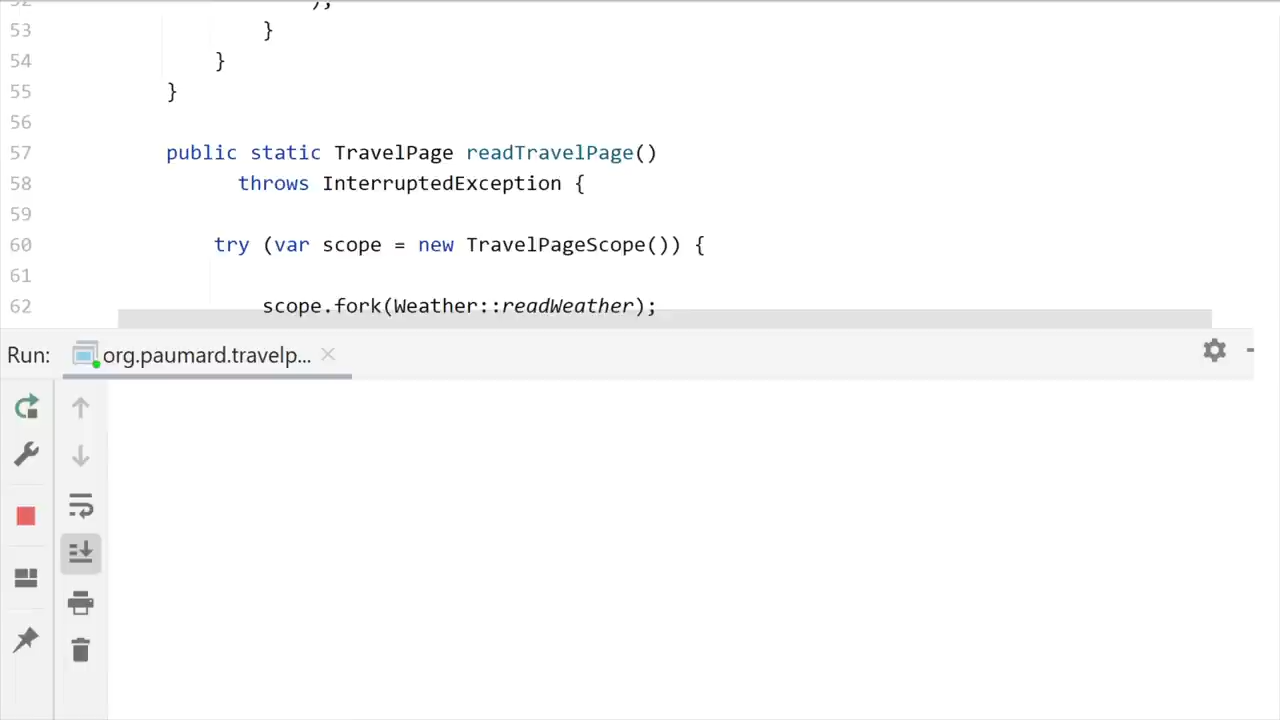 52 );
53 }
54 }
55 }
56
57 public static TravelPage readTravelPage()
58 throws InterruptedException {
59
60 try (var scope = new TravelPageScope()) {
61
62 scope.fork(Weather::readWeather);
Run: org.paumard.travelp...